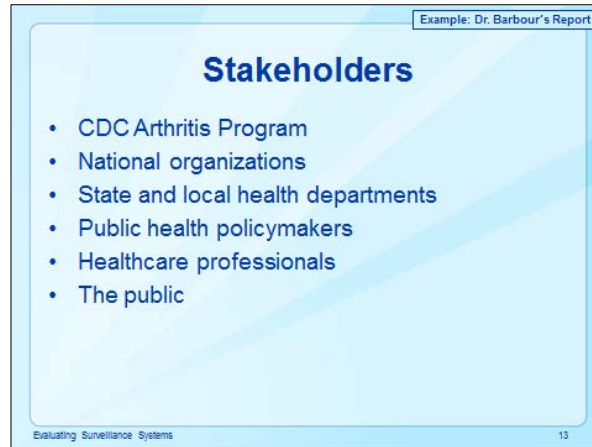 Example: Dr. Barbour's Report
Stakeholders
• CDC Arthritis Program
• National organizations
• State and local health departments
• Public health policymakers
• Healthcare professionals
• The public
Evaluating Surveillance Systems
13